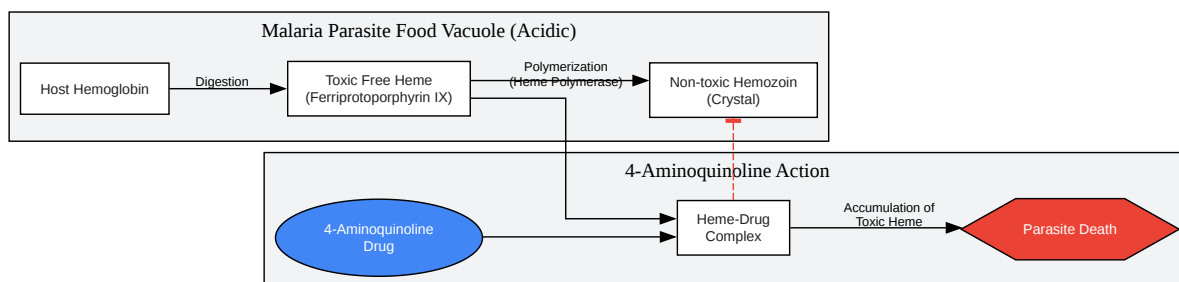 Malaria Parasite Food Vacuole (Acidic)
Host Hemoglobin
Digestion
Toxic Free Heme
(Ferriprotoporphyrin IX)
Polymerization
(Heme Polymerase)
Non-toxic Hemozoin
(Crystal)
4-Aminoquinoline Action
4-Aminoquinoline
Drug
Heme-Drug
Complex
Accumulation of
Toxic Heme
Parasite Death